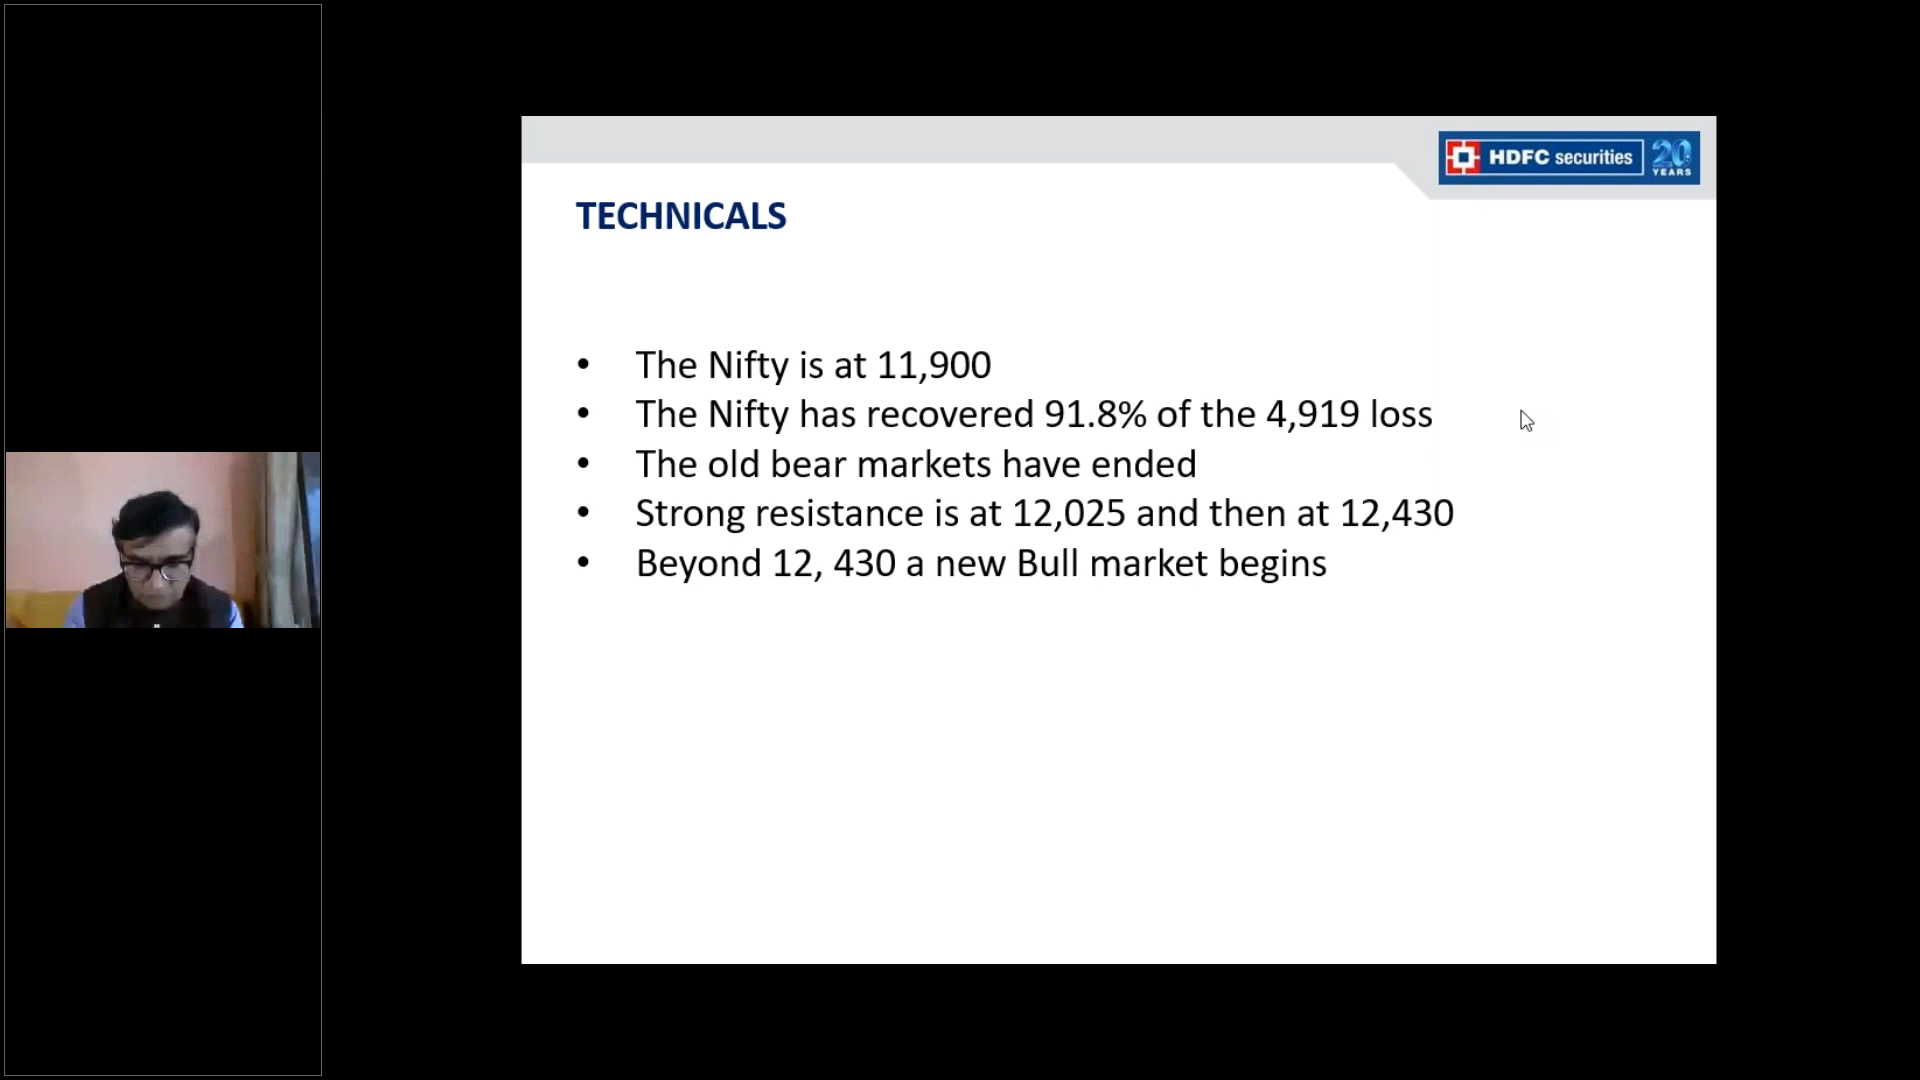 HDFC securities 20 YEARS
TECHNICALS
• The Nifty is at 11,900
• The Nifty has recovered 91.8% of the 4,919 loss
• The old bear markets have ended
• Strong resistance is at 12,025 and then at 12,430
• Beyond 12, 430 a new Bull market begins